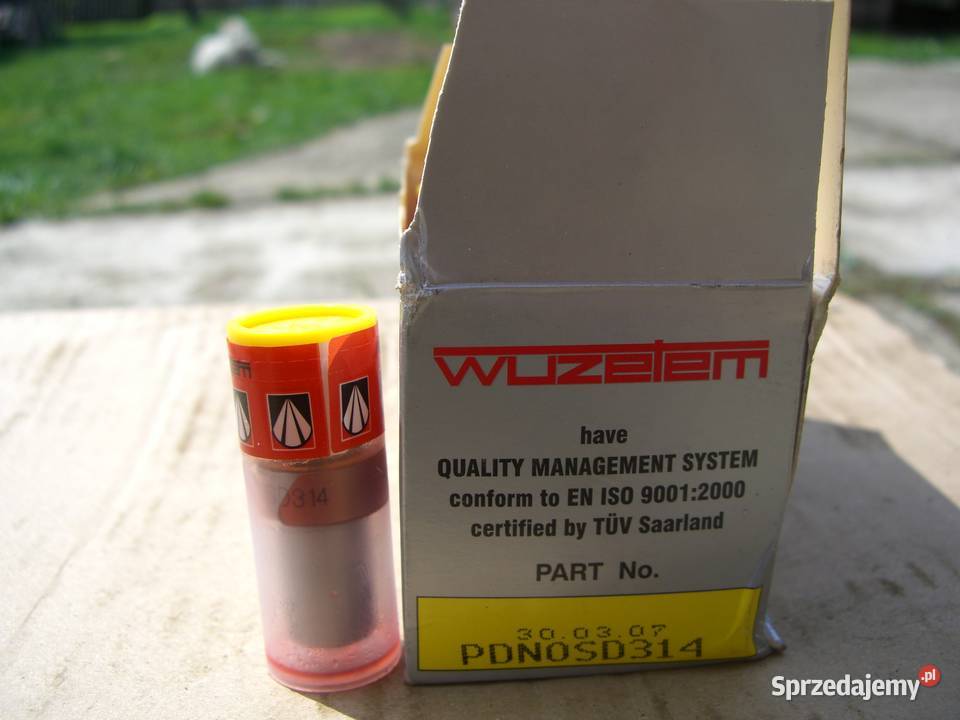 WUZETEM
have
QUALITY MANAGEMENT SYSTEM
conform to EN ISO 9001:2000
certified by TÜV Saarland
PART No.
30.03.07
PDNOSD314
D314
Sprzedajemy.pl